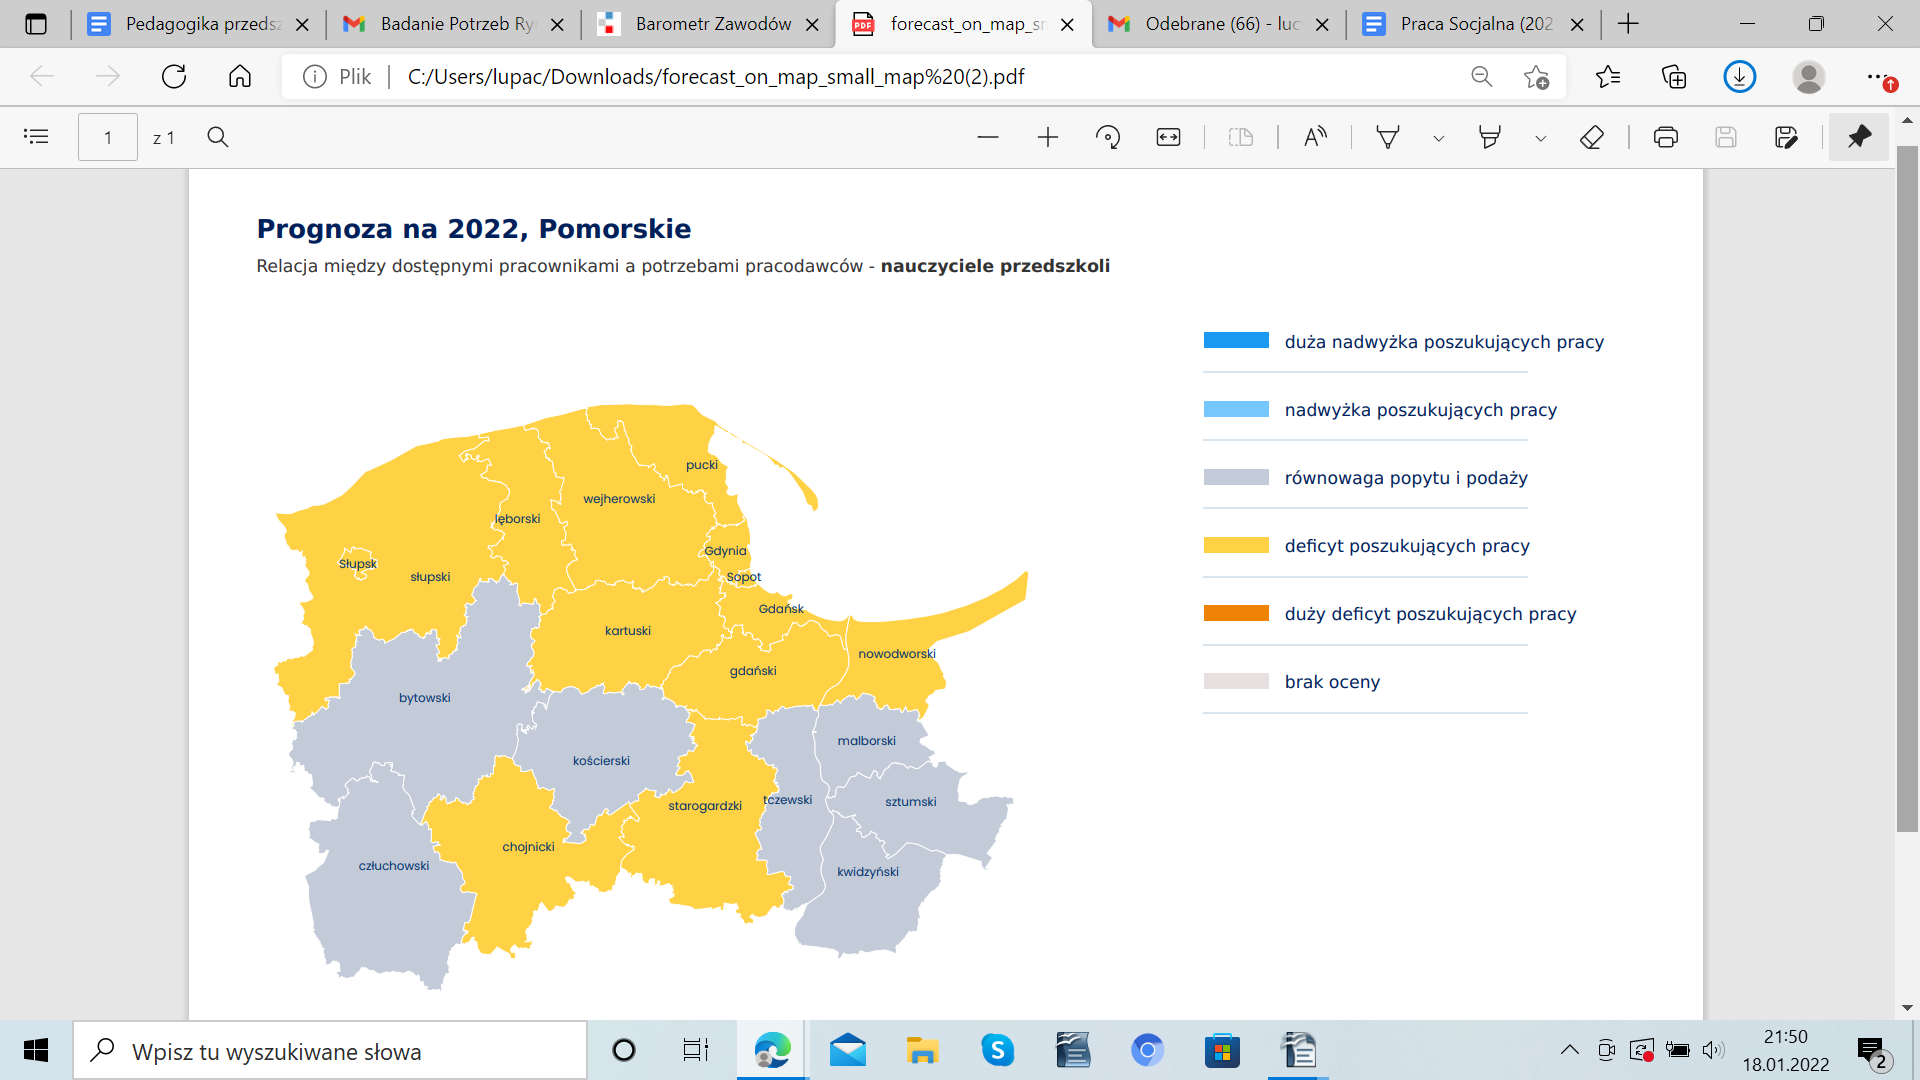 Pedagogika przedsz
Badanie Potrzeb Ryn
Barometr Zawodów
forecast_on_map_sm
Odebrane (66) - luc
Praca Socjalna (202
Plik
C:/Users/lupac/Downloads/forecast_on_map_small_map%20(2).pdf
1
z 1
Prognoza na 2022, Pomorskie
Relacja między dostępnymi pracownikami a potrzebami pracodawców - nauczyciele przedszkoli
duża nadwyżka poszukujących pracy
nadwyżka poszukujących pracy
równowaga popytu i podaży
deficyt poszukujących pracy
duży deficyt poszukujących pracy
brak oceny
pucki
wejherowski
lęborski
Gdynia
Słupsk
słupski
Sopot
Gdańsk
kartuski
nowodworski
gdański
bytowski
malborski
kościerski
tczewski
sztumski
starogardzki
chojnicki
człuchowski
kwidzyński
Wpisz tu wyszukiwane słowa
21:50
18.01.2022
2